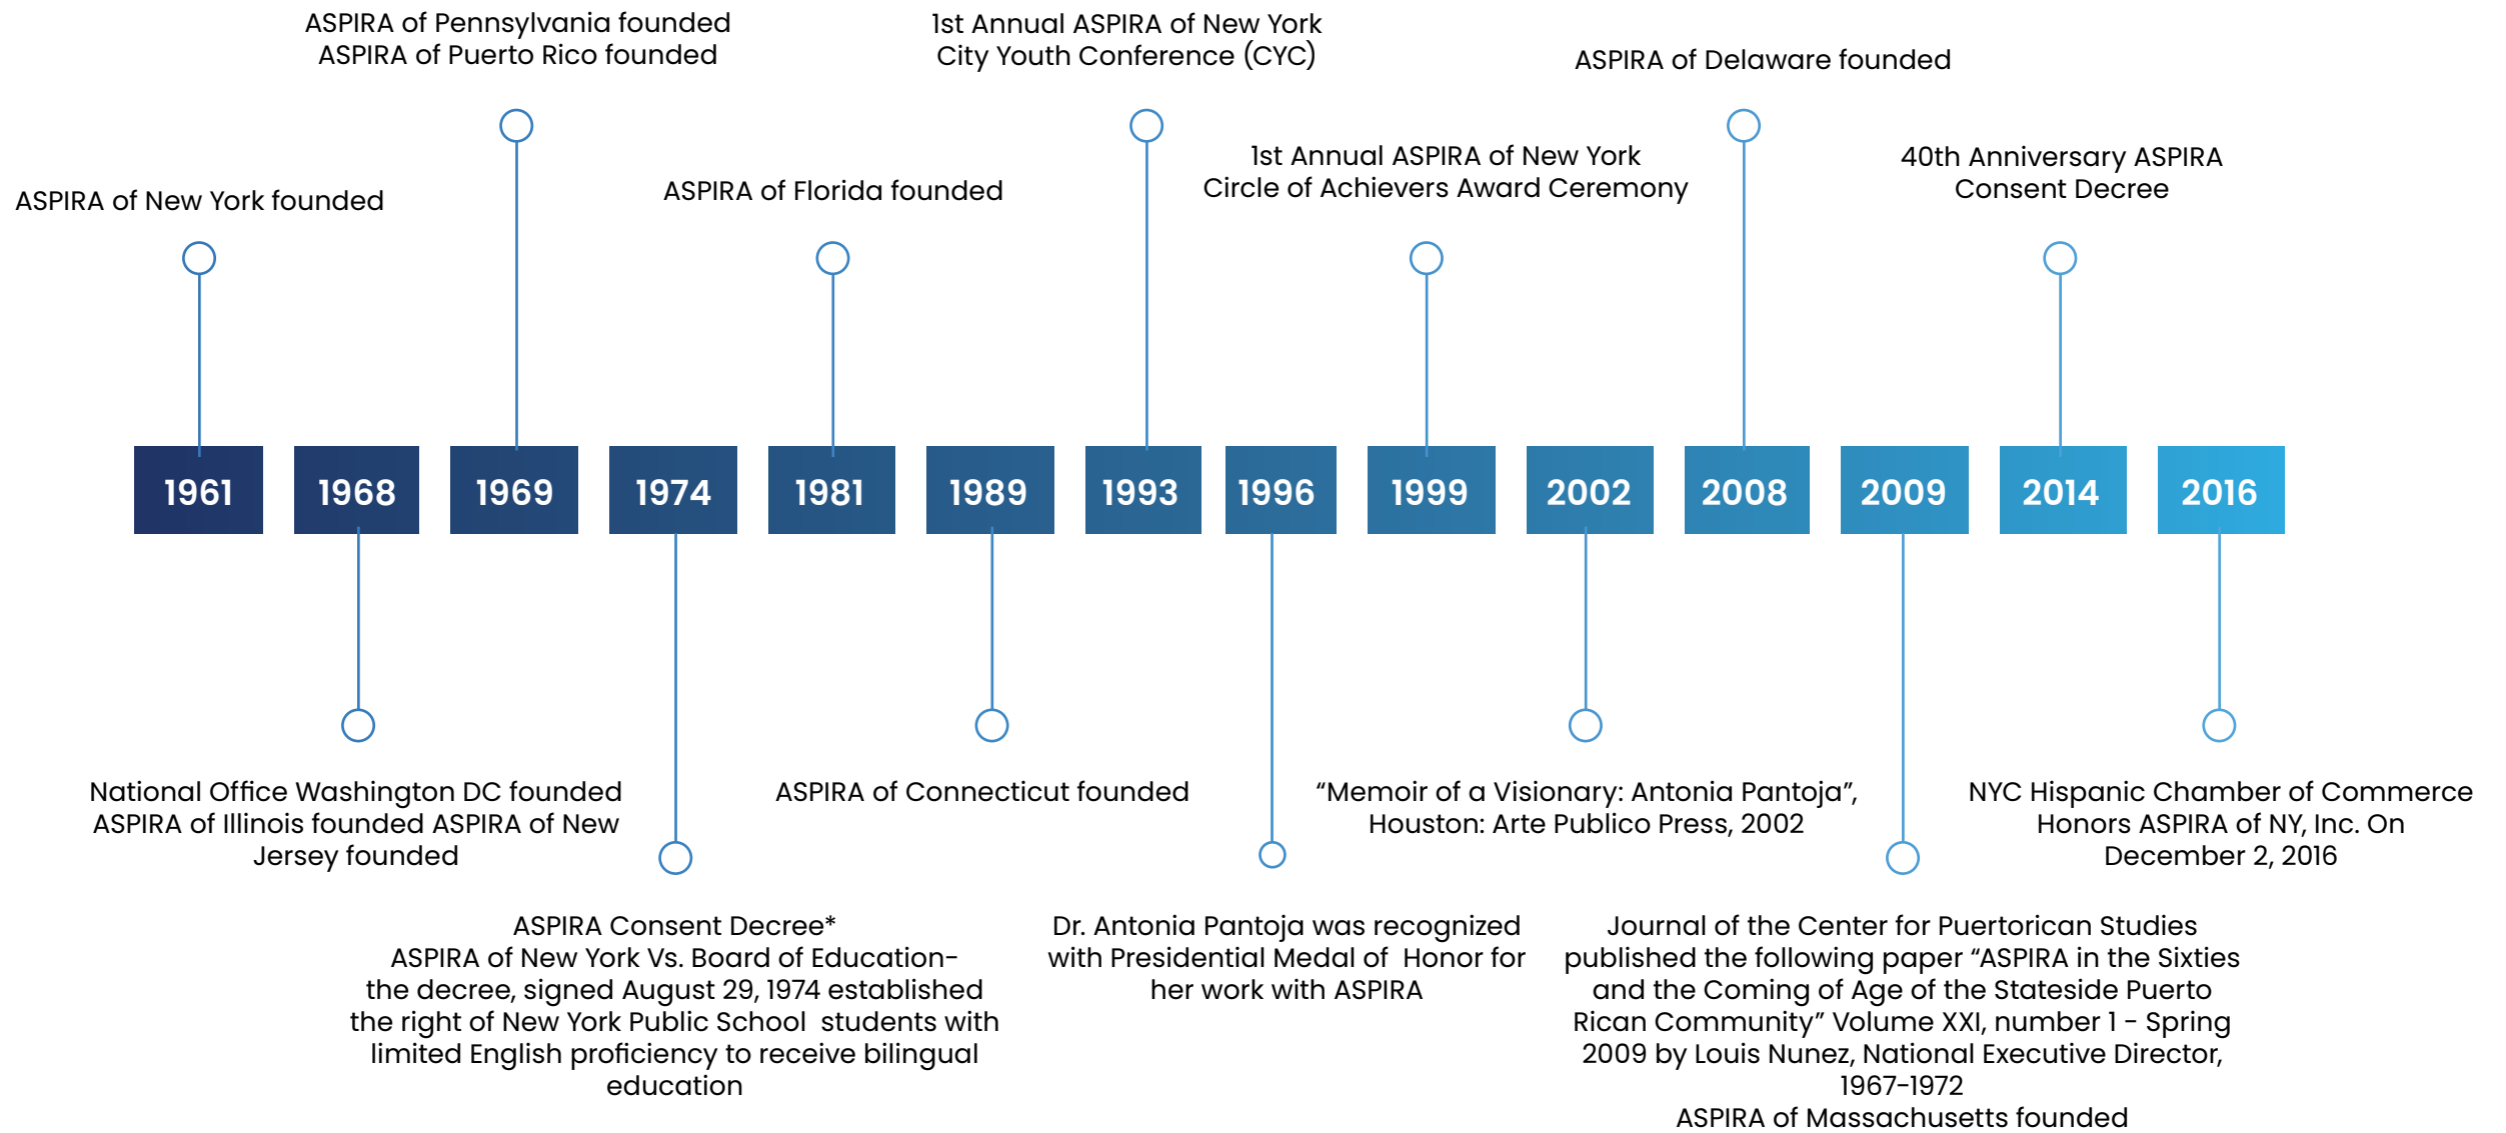 ASPIRA of Pennsylvania founded
ASPIRA of Puerto Rico founded
1st Annual ASPIRA of New York
City Youth Conference (CYC)
ASPIRA of Delaware founded
ASPIRA of New York founded
ASPIRA of Florida founded
1st Annual ASPIRA of New York
Circle of Achievers Award Ceremony
40th Anniversary ASPIRA
Consent Decree
1961
1968
1969
1974
1981
1989
1993
1996
1999
2002
2008
2009
2014
2016
National Office Washington DC founded
ASPIRA of Illinois founded ASPIRA of New
Jersey founded
ASPIRA of Connecticut founded
“Memoir of a Visionary: Antonia Pantoja”,
Houston: Arte Publico Press, 2002
NYC Hispanic Chamber of Commerce
Honors ASPIRA of NY, Inc. On
December 2, 2016
ASPIRA Consent Decree*
ASPIRA of New York Vs. Board of Education-
the decree, signed August 29, 1974 established
the right of New York Public School  students with
limited English proficiency to receive bilingual
education
Dr. Antonia Pantoja was recognized
with Presidential Medal of  Honor for
her work with ASPIRA
Journal of the Center for Puertorican Studies
published the following paper “ASPIRA in the Sixties
and the Coming of Age of the Stateside Puerto
Rican Community” Volume XXI, number 1 - Spring
2009 by Louis Nunez, National Executive Director,
1967-1972
ASPIRA of Massachusetts founded